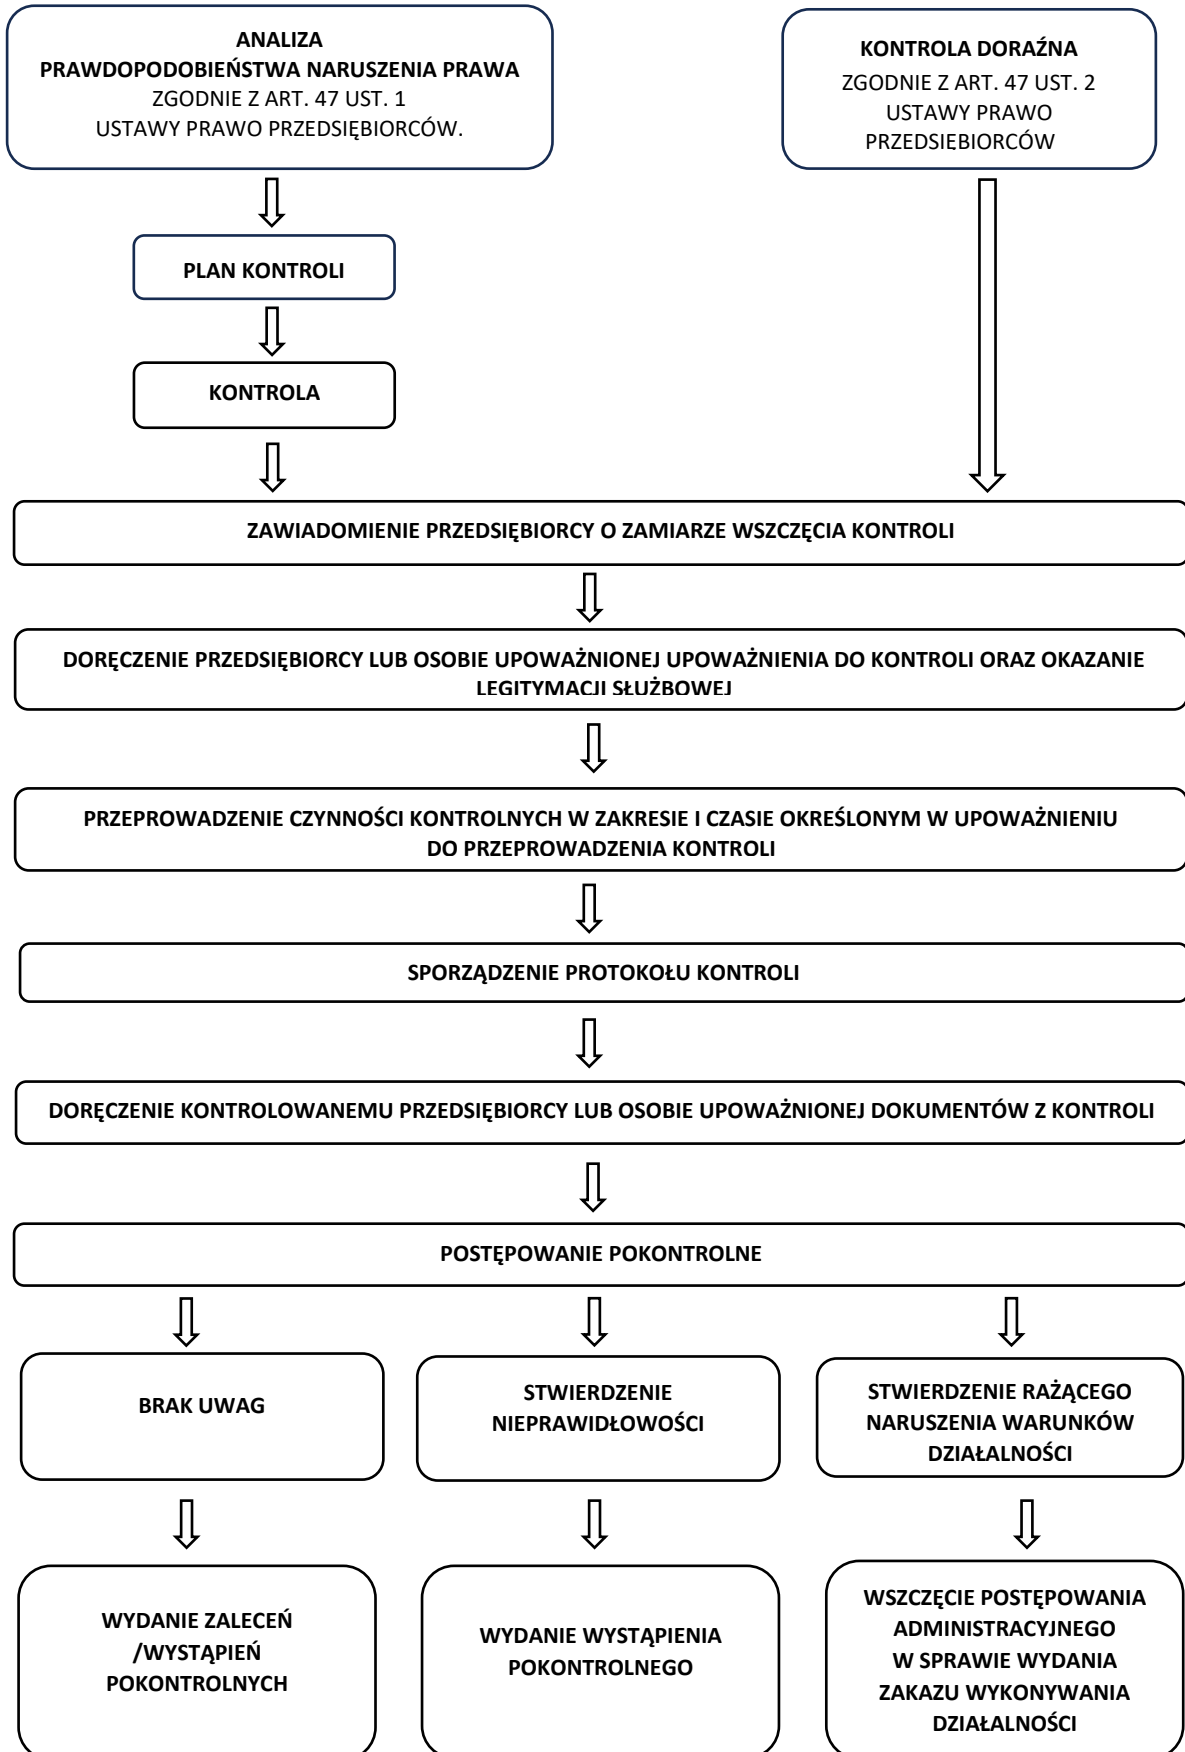 ANALIZA
PRAWDOPODOBIEŃSTWA NARUSZENIA PRAWA
ZGODNIE Z ART. 47 UST. 1
USTAWY PRAWO PRZEDSIĘBIORCÓW.
KONTROLA DORAŹNA
ZGODNIE Z ART. 47 UST. 2
USTAWY PRAWO
PRZEDSIEBIORCÓW
PLAN KONTROLI
KONTROLA
ZAWIADOMIENIE PRZEDSIĘBIORCY O ZAMIARZE WSZCZĘCIA KONTROLI
DORĘCZENIE PRZEDSIĘBIORCY LUB OSOBIE UPOWAŻNIONEJ UPOWAŻNIENIA DO KONTROLI ORAZ OKAZANIE
LEGITYMACJI SŁUŻBOWEJ
PRZEPROWADZENIE CZYNNOŚCI KONTROLNYCH W ZAKRESIE I CZASIE OKREŚLONYM W UPOWAŻNIENIU
DO PRZEPROWADZENIA KONTROLI
SPORZĄDZENIE PROTOKOŁU KONTROLI
DORĘCZENIE KONTROLOWANEMU PRZEDSIĘBIORCY LUB OSOBIE UPOWAŻNIONEJ DOKUMENTÓW Z KONTROLI
POSTĘPOWANIE POKONTROLNE
BRAK UWAG
STWIERDZENIE
NIEPRAWIDŁOWOŚCI
STWIERDZENIE RAŻĄCEGO
NARUSZENIA WARUNKÓW
DZIAŁALNOŚCI
WYDANIE ZALECEŃ
/WYSTĄPIEŃ
POKONTROLNYCH
WYDANIE WYSTĄPIENIA
POKONTROLNEGO
WSZCZĘCIE POSTĘPOWANIA
ADMINISTRACYJNEGO
W SPRAWIE WYDANIA
ZAKAZU WYKONYWANIA
DZIAŁALNOŚCI